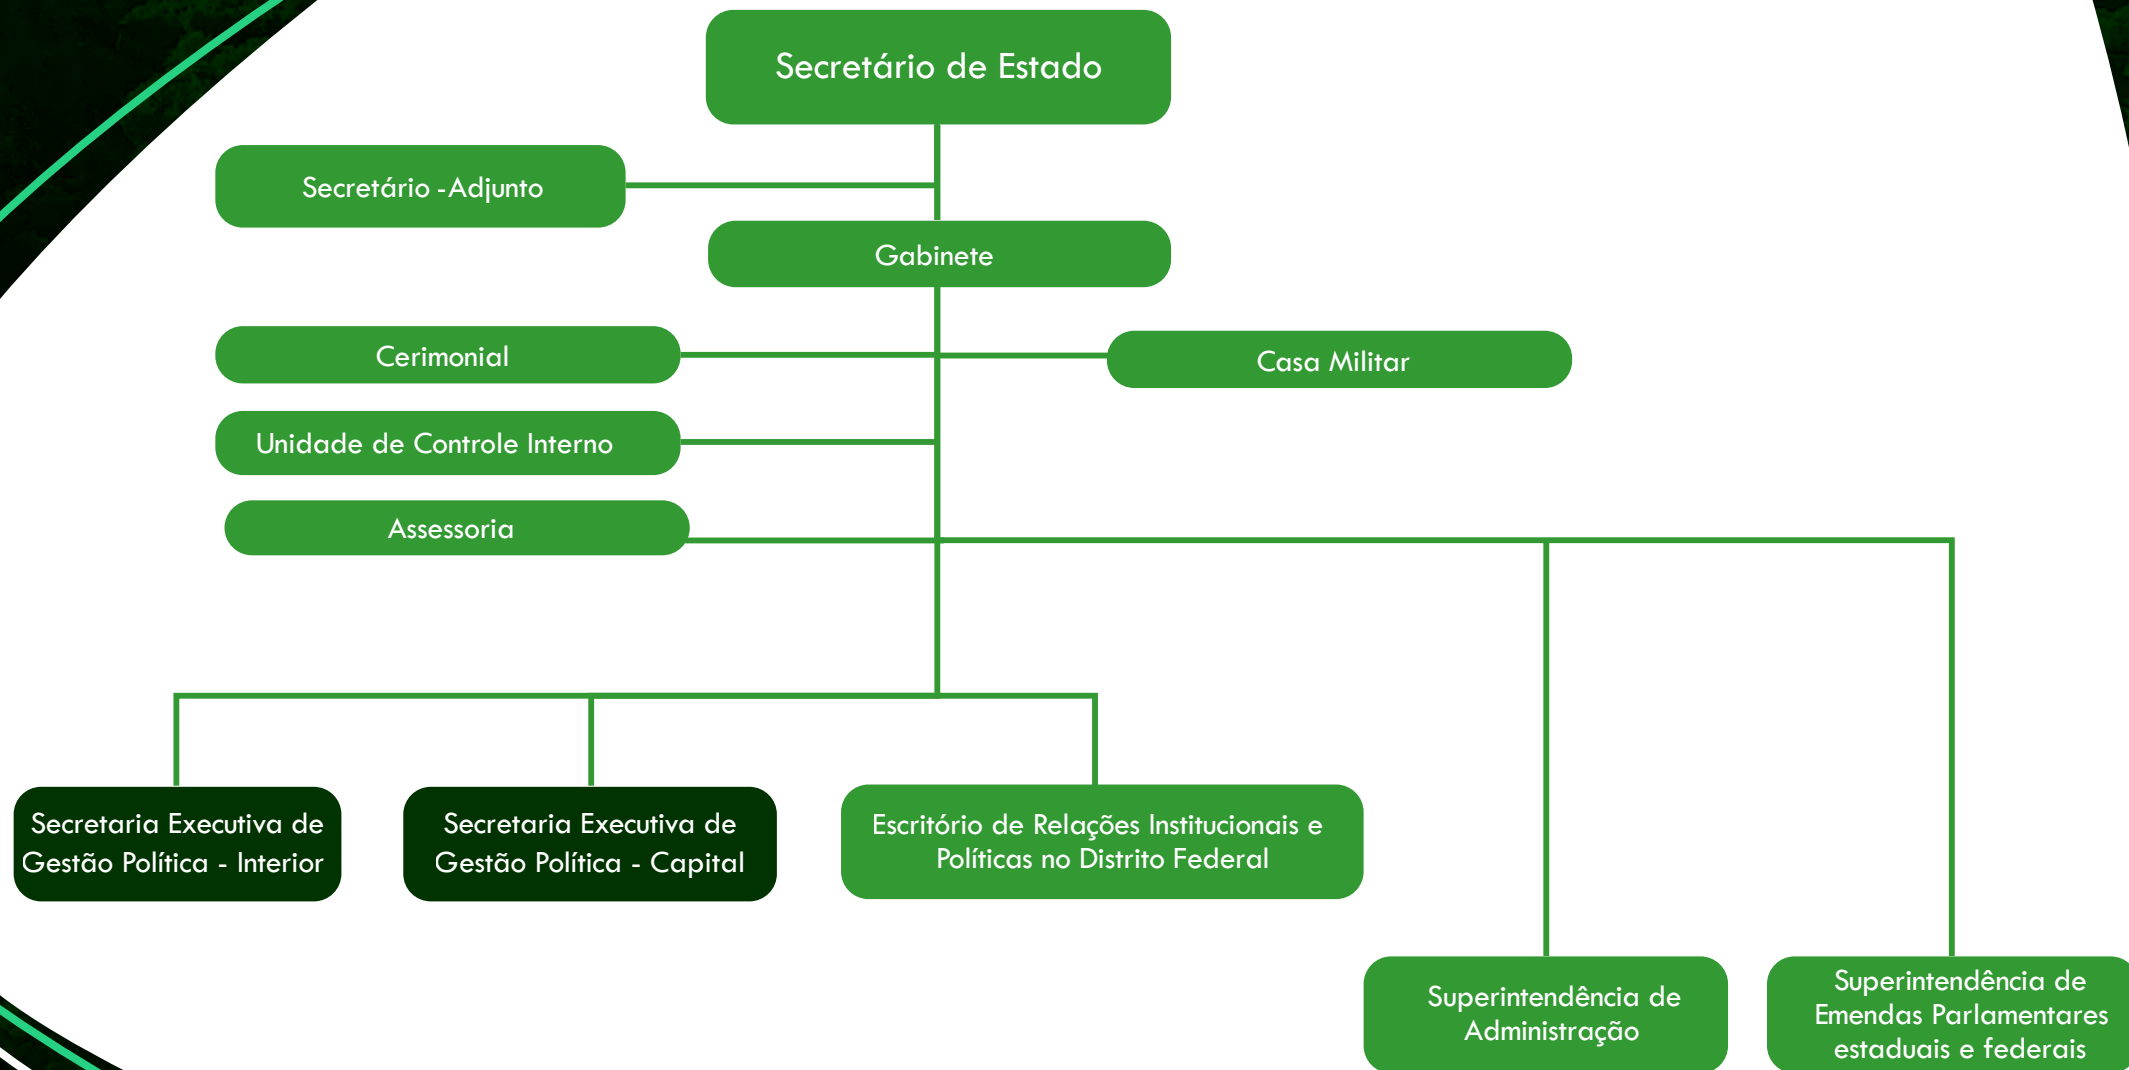 Secretário de Estado
Secretário -Adjunto
Gabinete
Cerimonial
Casa Militar
Unidade de Controle Interno
Assessoria
Secretaria Executiva de
Gestão Política - Interior
Secretaria Executiva de
Gestão Política - Capital
Escritório de Relações Institucionais e
Políticas no Distrito Federal
Superintendência de
Administração
Superintendência de
Emendas Parlamentares
estaduais e federais